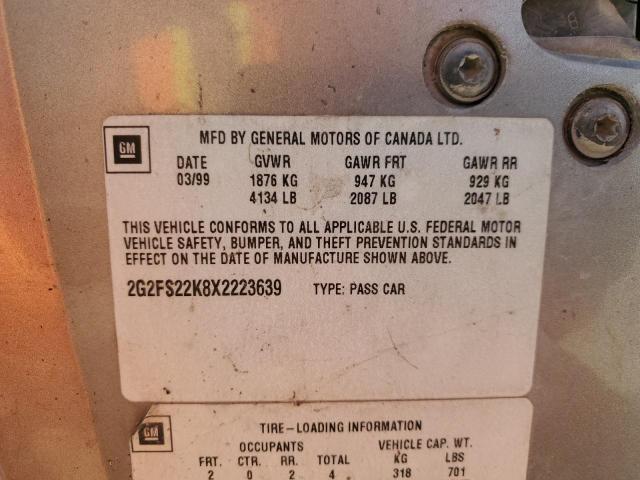 GM
MFD BY GENERAL MOTORS OF CANADA LTD.
DATE GVWR GAWR FRT GAWR RR
03/99 1876 KG 947 KG 929 KG
4134 LB 2087 LB 2047 LB
THIS VEHICLE CONFORMS TO ALL APPLICABLE U.S. FEDERAL MOTOR
VEHICLE SAFETY, BUMPER, AND THEFT PREVENTION STANDARDS IN
EFFECT ON THE DATE OF MANUFACTURE SHOWN ABOVE.
2G2FS22K8X2223639 TYPE: PASS CAR
GM
TIRE-LOADING INFORMATION
OCCUPANTS VEHICLE CAP. WT.
FRT. CTR. RR. TOTAL KG LBS
2 0 2 4 318 701